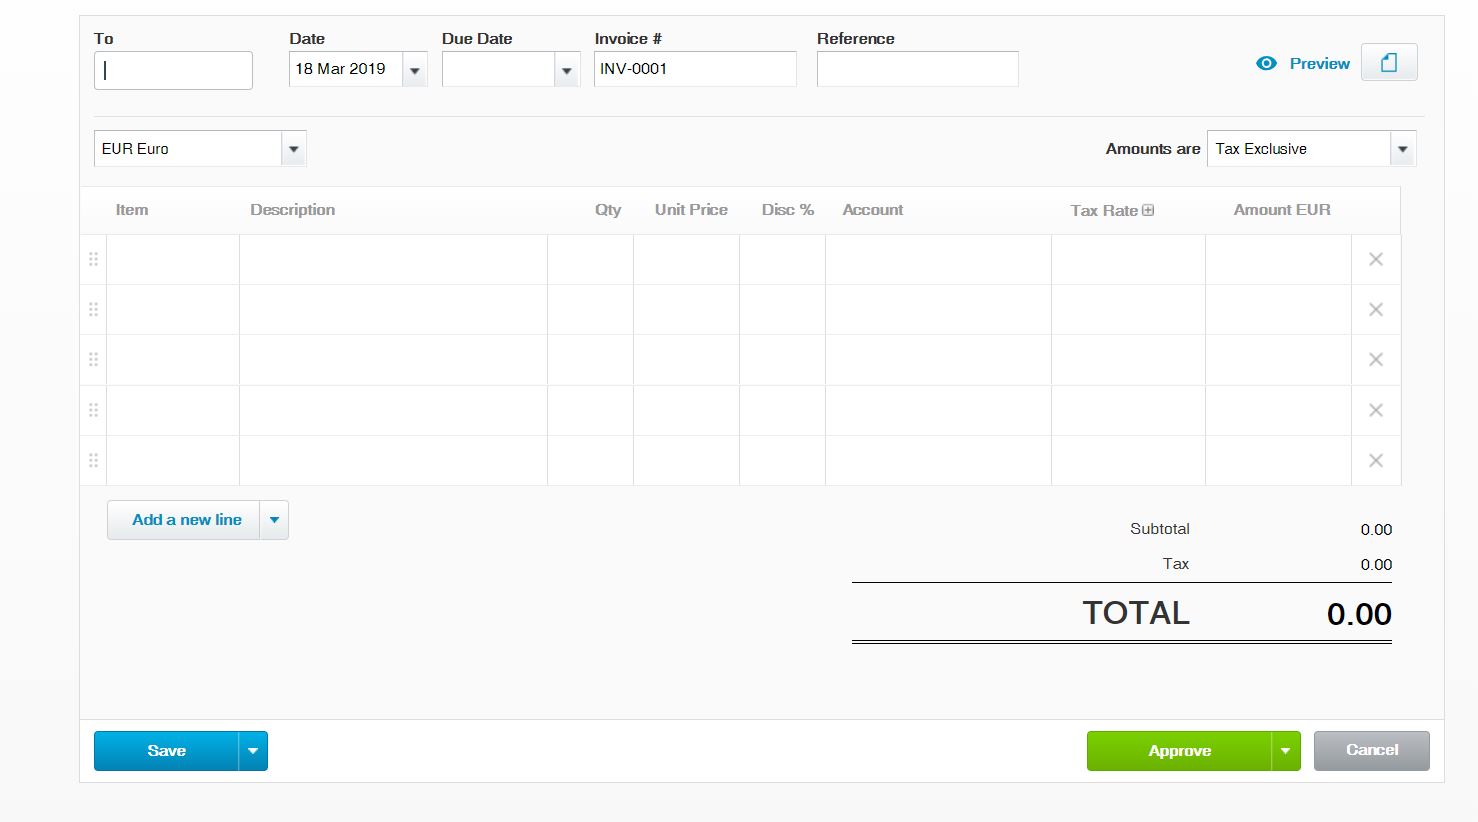 To Date Due Date Invoice # Reference
18 Mar 2019 INV-0001 Preview
EUR Euro Amounts are Tax Exclusive
Item Description Qty Unit Price Disc % Account Tax Rate Amount EUR
Add a new line
Subtotal 0.00
Tax 0.00
TOTAL 0.00
Save Approve Cancel